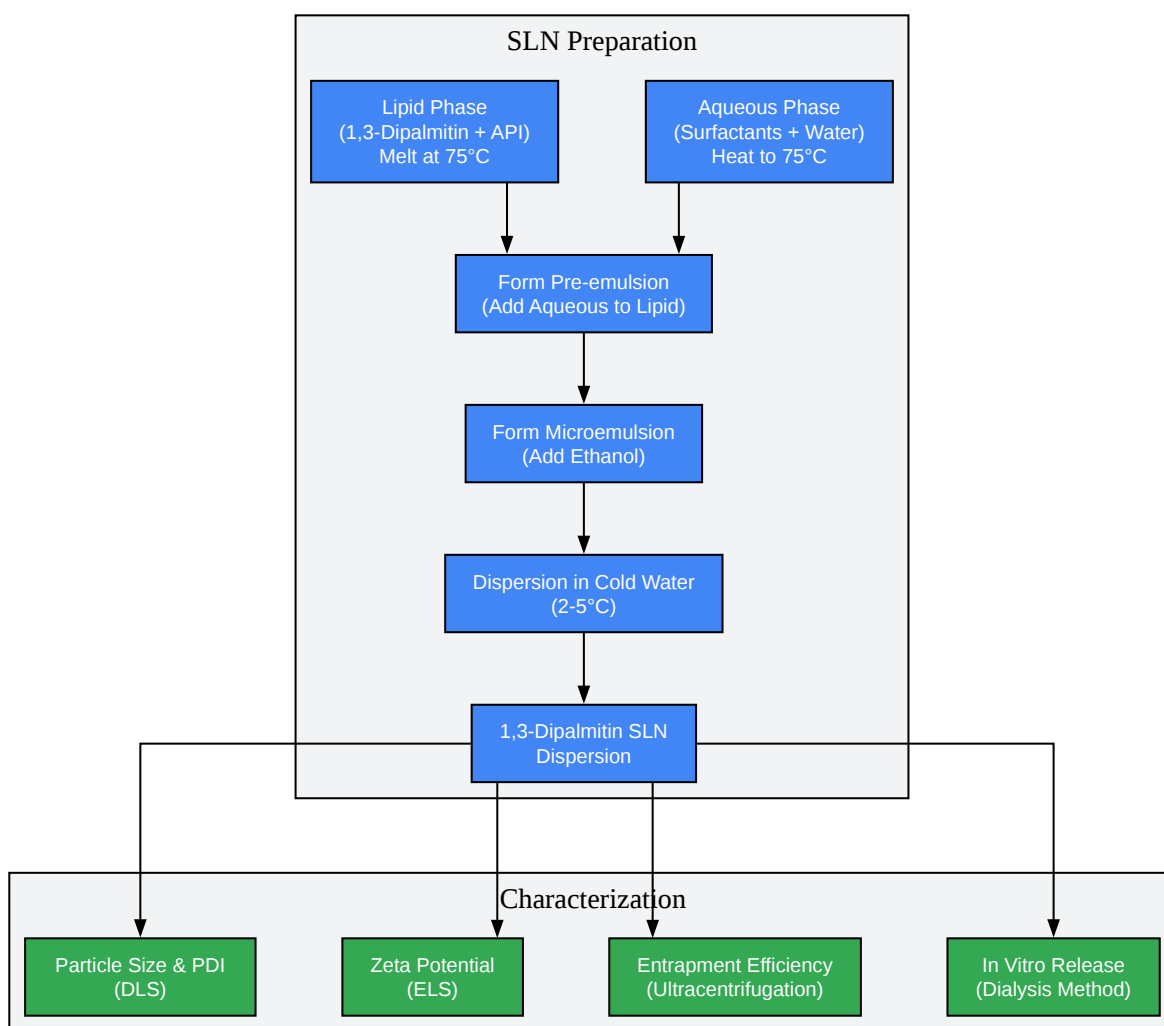 SLN Preparation
Lipid Phase
(1,3-Dipalmitin + API)
Melt at 75°C
Aqueous Phase
(Surfactants + Water)
Heat to 75°C
Form Pre-emulsion
(Add Aqueous to Lipid)
Form Microemulsion
(Add Ethanol)
Dispersion in Cold Water
(2-5°C)
1,3-Dipalmitin SLN
Dispersion
Characterization
Particle Size & PDI
(DLS)
Zeta Potential
(ELS)
Entrapment Efficiency
(Ultracentrifugation)
In Vitro Release
(Dialysis Method)